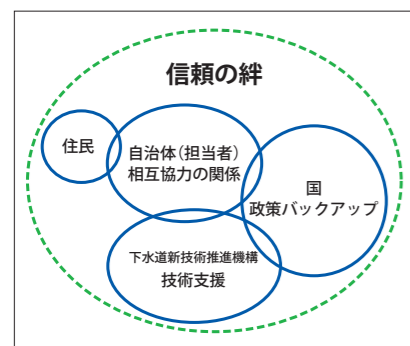 信頼の絆
住民
自治体（担当者）
相互協力の関係
国
政策バックアップ
下水道新技術推進機構
技術支援